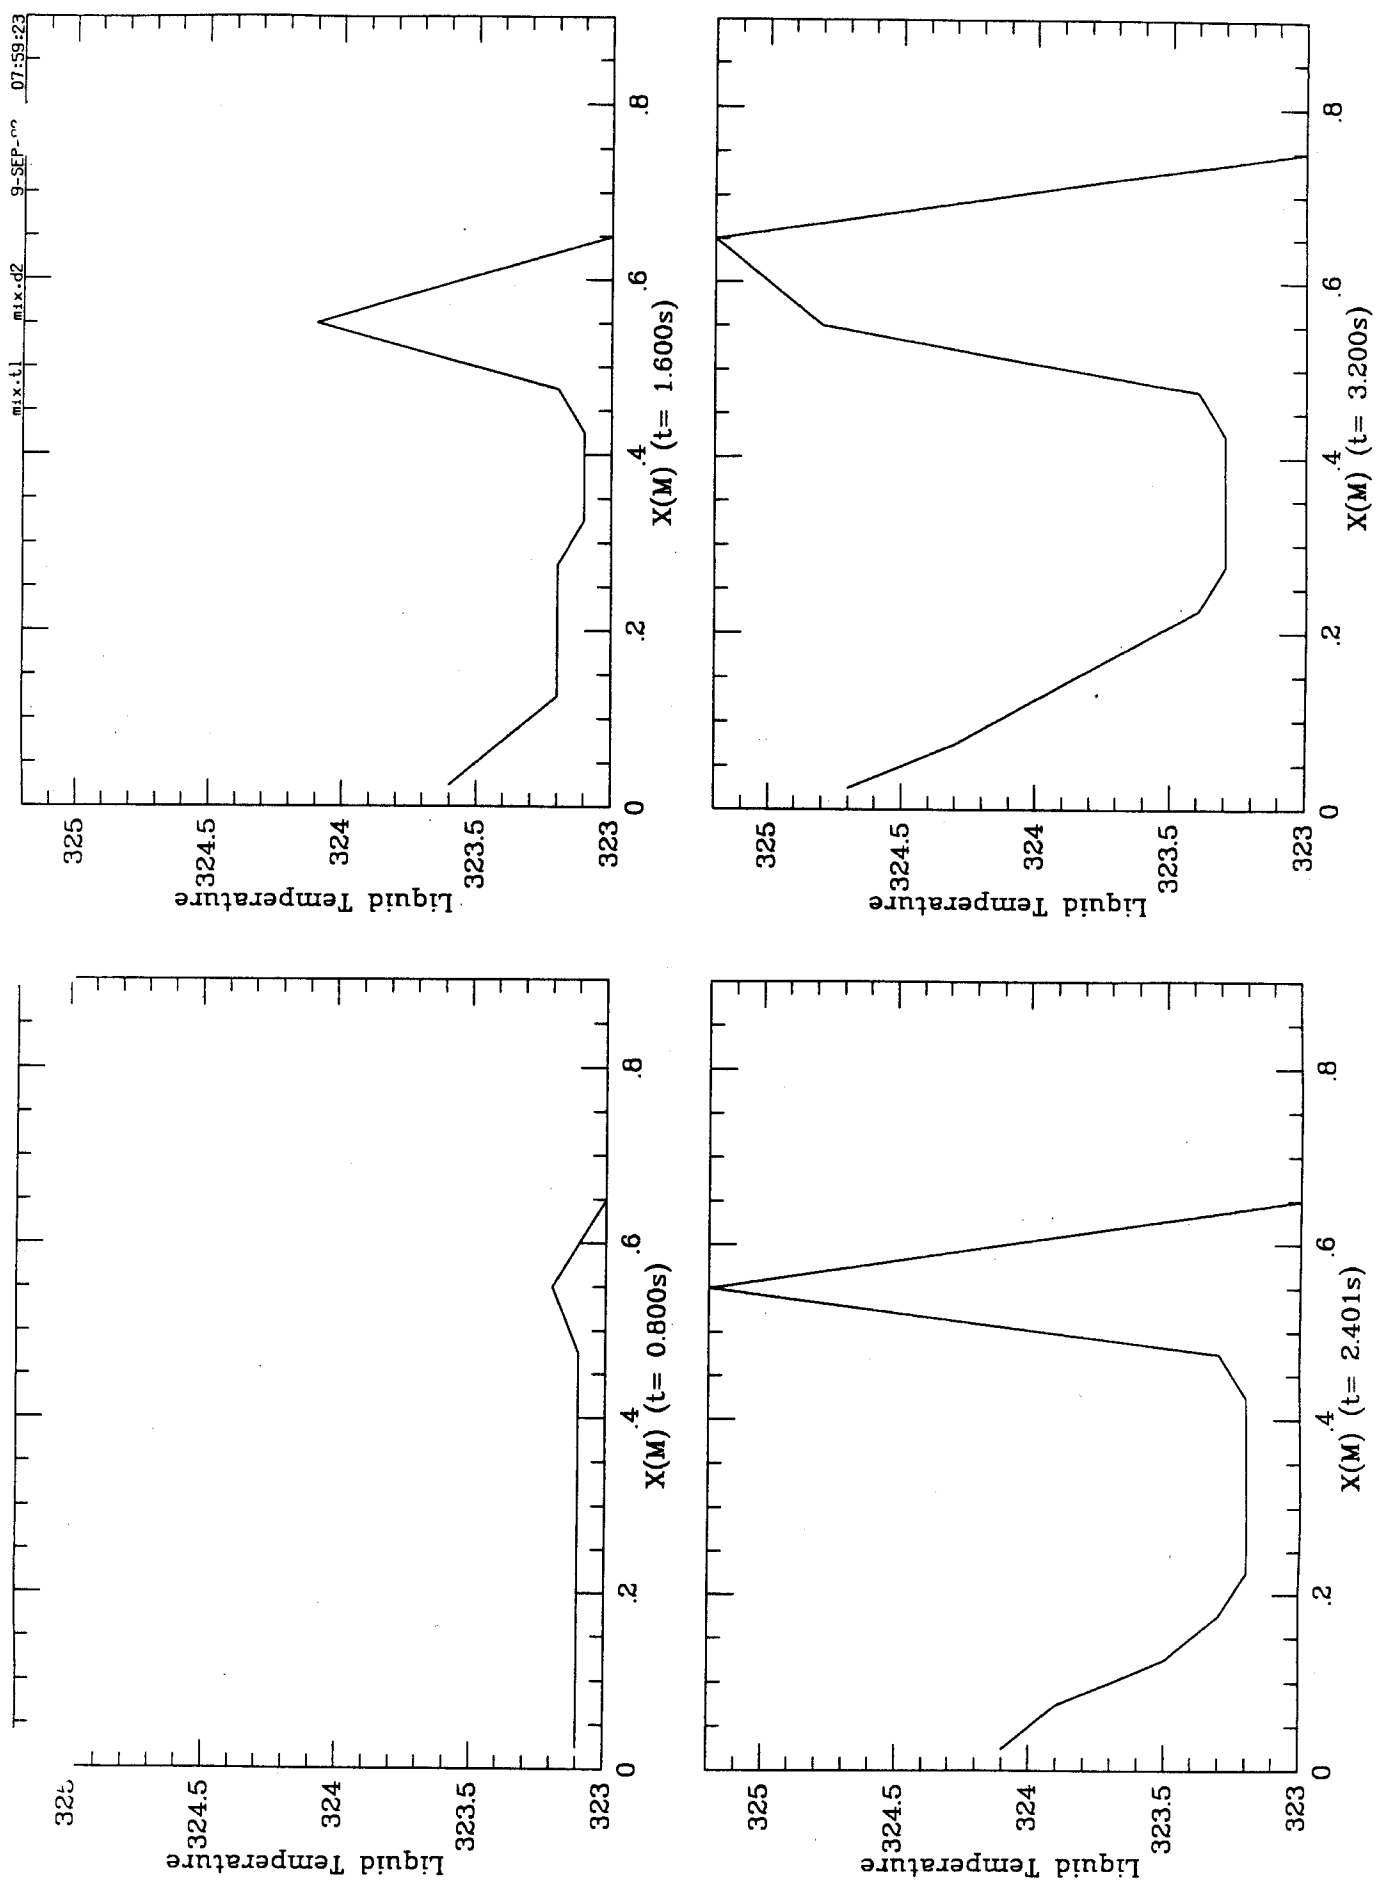 mix.tl mix.d2 07:59:23
325
324.5
324
323.5
323
Liquid Temperature
0 .2 .4 .6 .8
X(M) (t= 0.800s)
325
324.5
324
323.5
323
Liquid Temperature
0 .2 .4 .6 .8
X(M) (t= 1.600s)
325
324.5
324
323.5
323
Liquid Temperature
0 .2 .4 .6 .8
X(M) (t= 2.401s)
325
324.5
324
323.5
323
Liquid Temperature
0 .2 .4 .6 .8
X(M) (t= 3.200s)